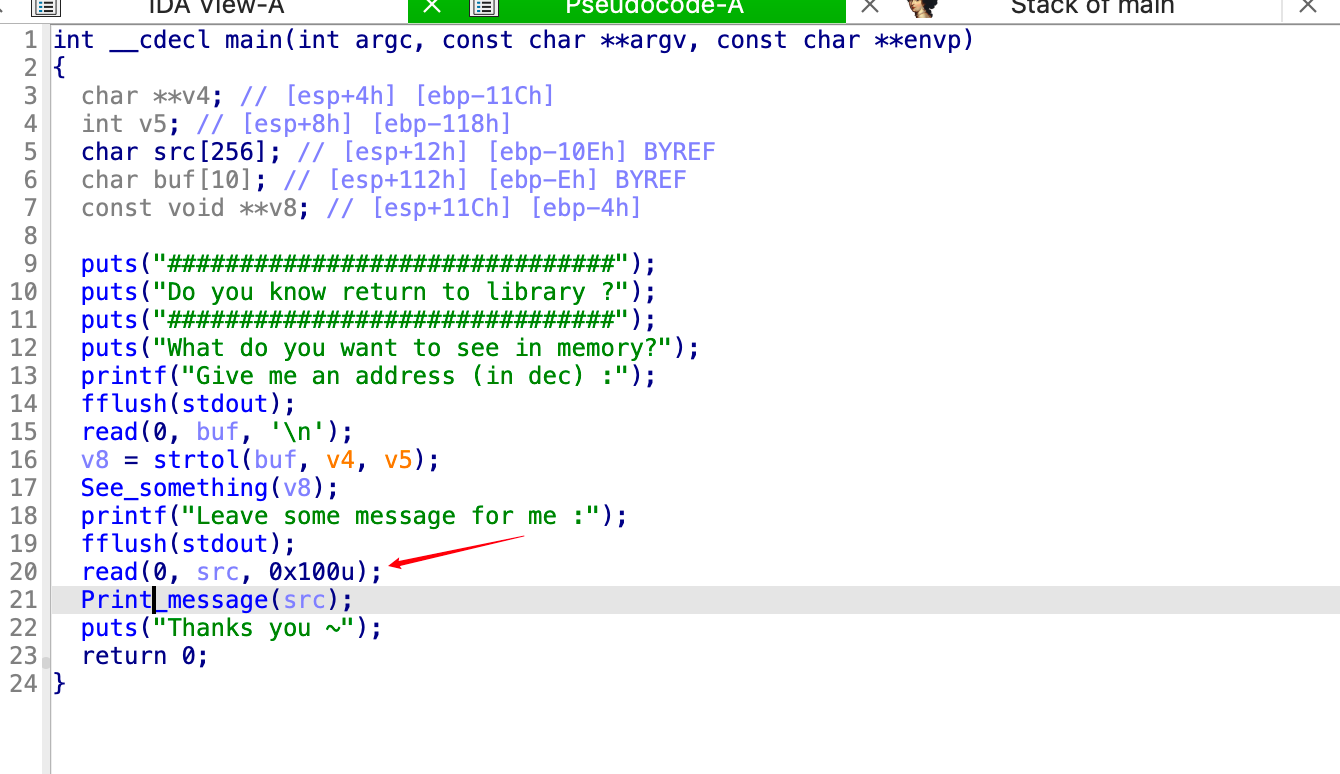 IDA View-A Pseudocode-A Stack of main
1 int __cdecl main(int argc, const char **argv, const char **envp)
2 {
3 char **v4; // [esp+4h] [ebp-11Ch]
4 int v5; // [esp+8h] [ebp-118h]
5 char src[256]; // [esp+12h] [ebp-10Eh] BYREF
6 char buf[10]; // [esp+112h] [ebp-Eh] BYREF
7 const void **v8; // [esp+11Ch] [ebp-4h]
8
9 puts("###############################");
10 puts("Do you know return to library ?");
11 puts("###############################");
12 puts("What do you want to see in memory?");
13 printf("Give me an address (in dec) :");
14 fflush(stdout);
15 read(0, buf, '\n');
16 v8 = strtol(buf, v4, v5);
17 See_something(v8);
18 printf("Leave some message for me :");
19 fflush(stdout);
20 read(0, src, 0x100u);
21 Print_message(src);
22 puts("Thanks you ~");
23 return 0;
24 }